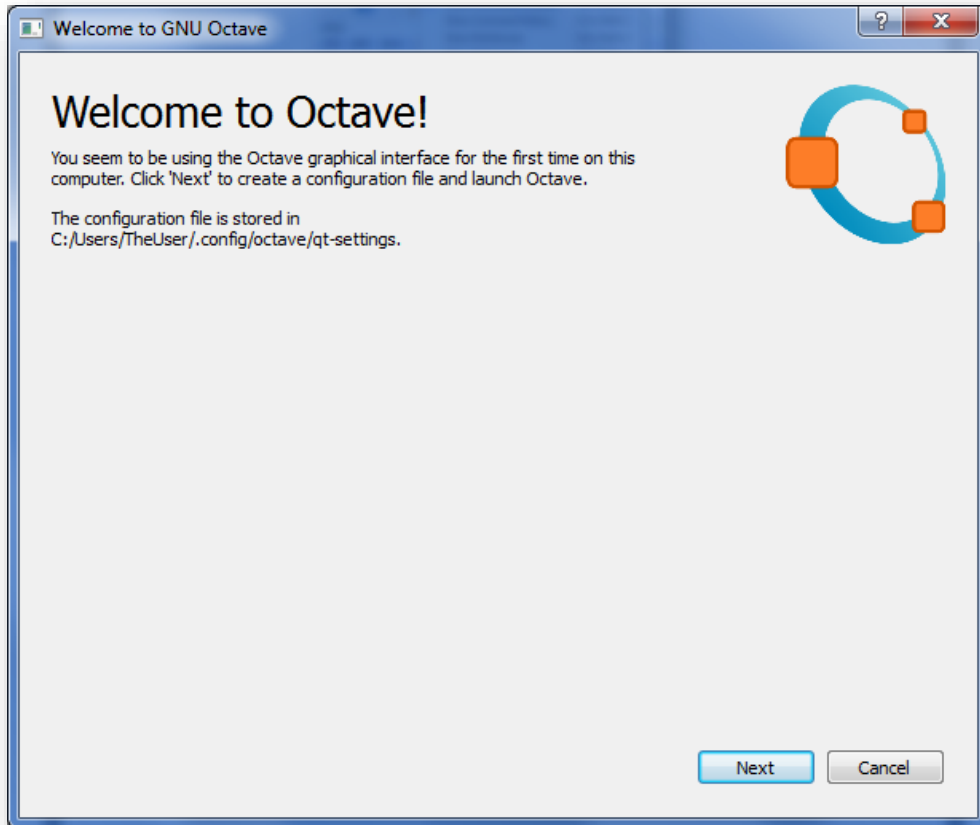 Welcome to GNU Octave
Welcome to Octave!
You seem to be using the Octave graphical interface for the first time on this
computer. Click 'Next' to create a configuration file and launch Octave.
The configuration file is stored in
C:/Users/TheUser/.config/octave/qt-settings.
Next
Cancel